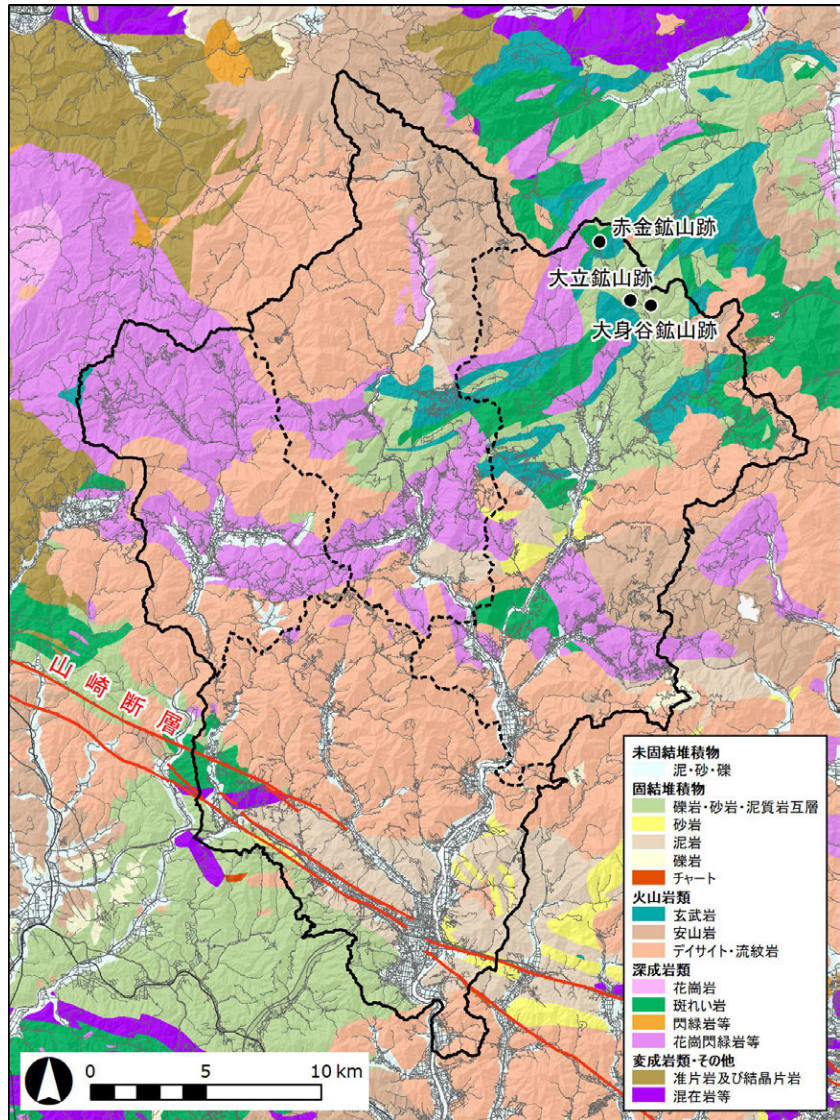 赤金鉱山跡
大立鉱山跡
大身谷鉱山跡
山崎断層
未固結堆積物
泥・砂・礫
固結堆積物
礫岩・砂岩・泥質岩互層
砂岩
泥岩
礫岩
チャート
火山岩類
玄武岩
安山岩
デイサイト・流紋岩
深成岩類
花崗岩
斑れい岩
閃緑岩等
花崗閃緑岩等
変成岩類・その他
准片岩及び結晶片岩
混在岩等
0 5 10 km